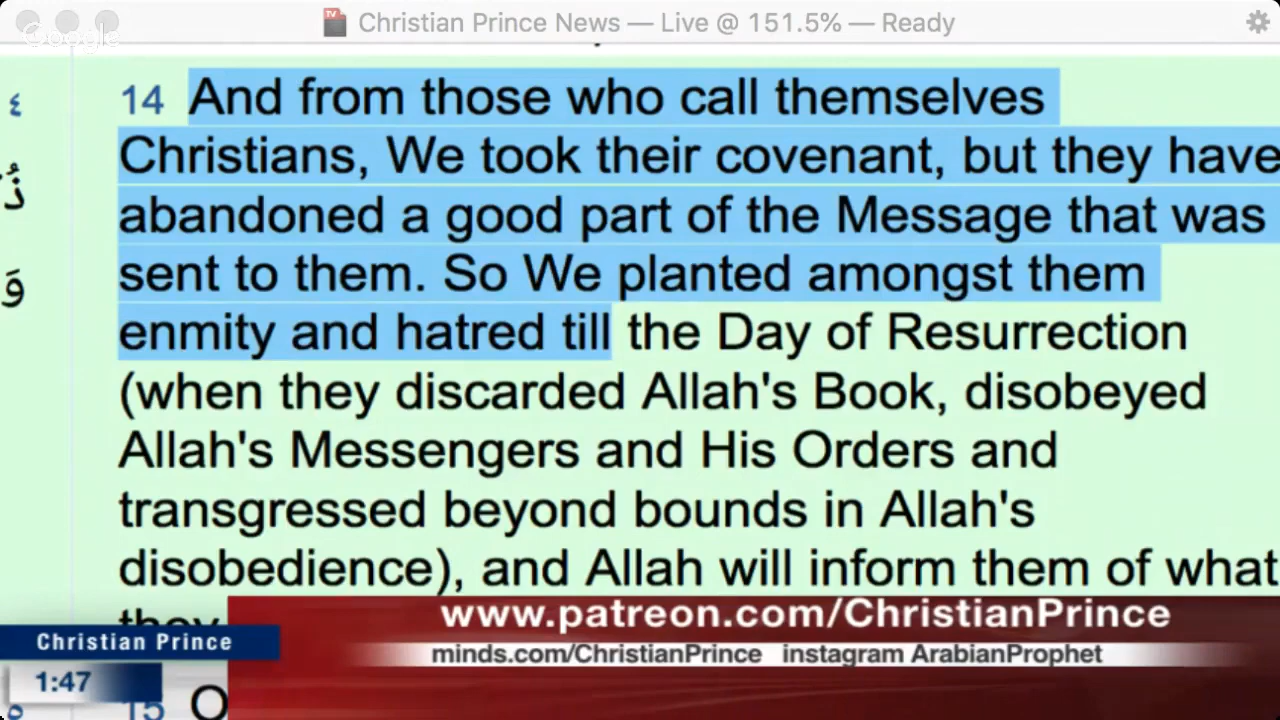 Christian Prince News — Live @ 151.5% — Ready
Google
14 And from those who call themselves
Christians, We took their covenant, but they have
abandoned a good part of the Message that was
sent to them. So We planted amongst them
enmity and hatred till the Day of Resurrection
(when they discarded Allah's Book, disobeyed
Allah's Messengers and His Orders and
transgressed beyond bounds in Allah's
disobedience), and Allah will inform them of what
they
www.patreon.com/ChristianPrince
Christian Prince
minds.com/ChristianPrince instagram ArabianProphet
1:47
15 O